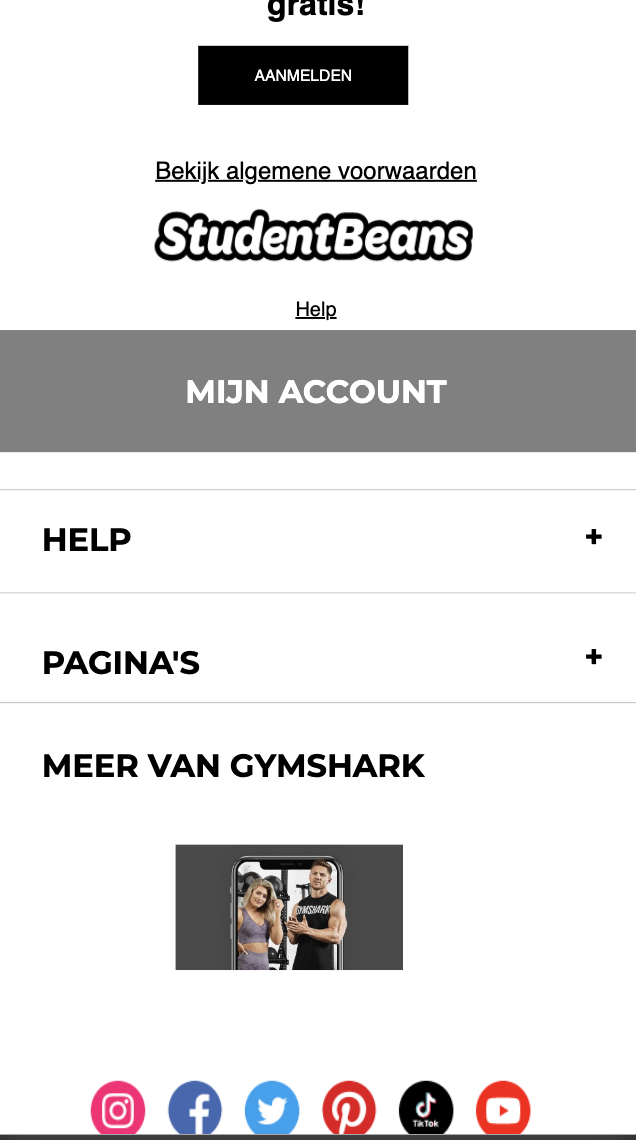 gratis!
AANMELDEN
Bekijk algemene voorwaarden
StudentBeans
Help
MIJN ACCOUNT
HELP +
PAGINA'S +
MEER VAN GYMSHARK
GYMSHARK
TikTok